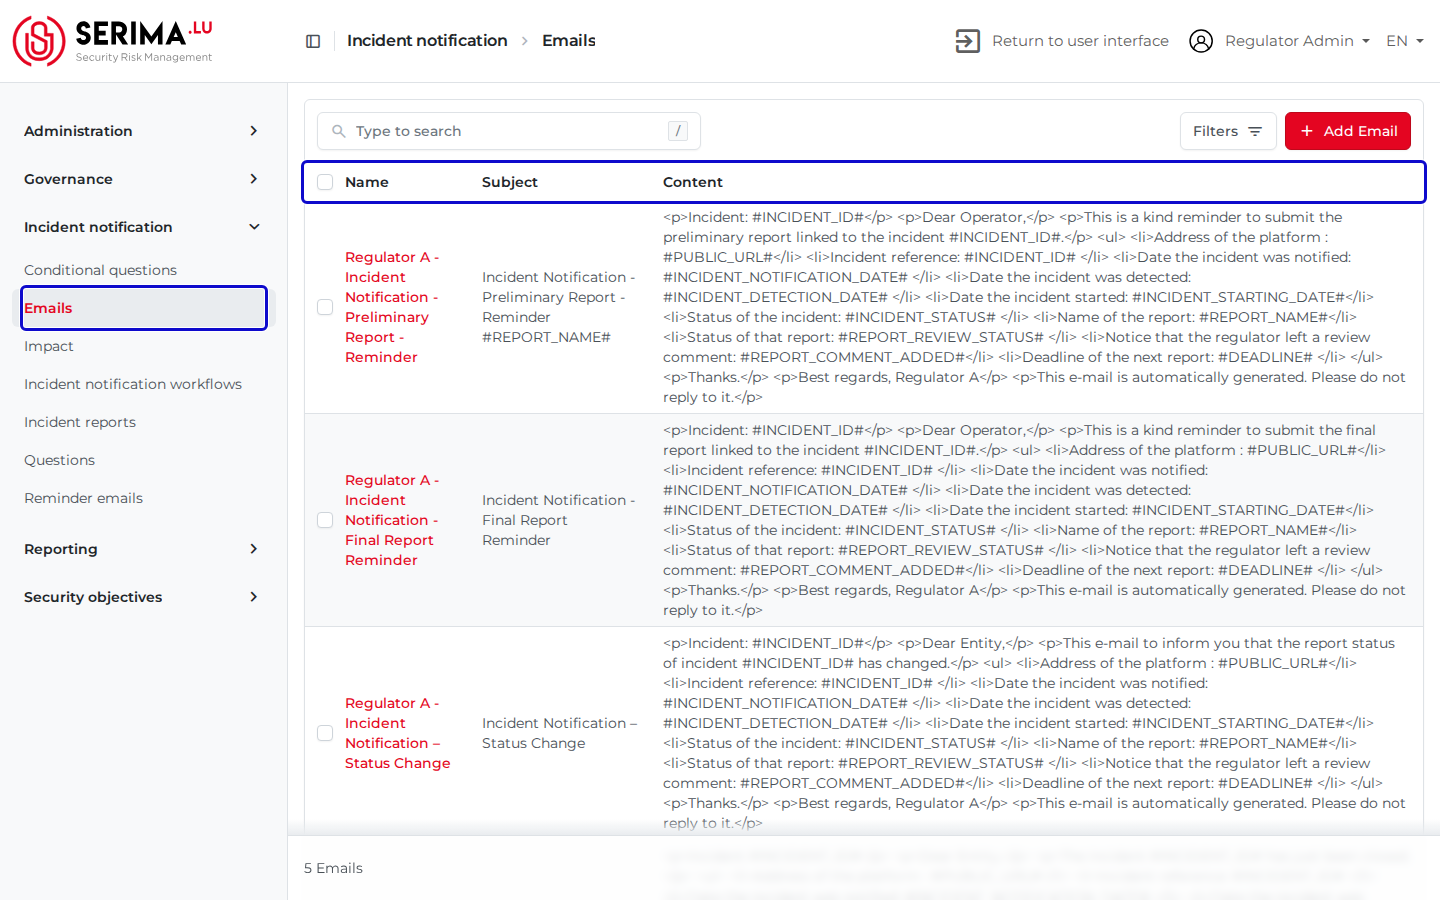 SERIMA.LU
Security Risk Management
Incident notification > Emails
Return to user interface
Regulator Admin
EN
Administration
Governance
Incident notification
Conditional questions
Emails
Impact
Incident notification workflows
Incident reports
Questions
Reminder emails
Reporting
Security objectives
Type to search /
Filters
+ Add Email
Name Subject Content
Regulator A -
Incident
Notification -
Preliminary
Report -
Reminder
Incident Notification -
Preliminary Report -
Reminder
#REPORT_NAME#
<p>Incident: #INCIDENT_ID#</p> <p>Dear Operator,</p> <p>This is a kind reminder to submit the
preliminary report linked to the incident #INCIDENT_ID#.</p> <ul> <li>Address of the platform :
#PUBLIC_URL#</li> <li>Incident reference: #INCIDENT_ID# </li> <li>Date the incident was notified:
#INCIDENT_NOTIFICATION_DATE# </li> <li>Date the incident was detected:
#INCIDENT_DETECTION_DATE# </li> <li>Date the incident started: #INCIDENT_STARTING_DATE#</li>
<li>Status of the incident: #INCIDENT_STATUS# </li> <li>Name of the report: #REPORT_NAME#</li>
<li>Status of that report: #REPORT_REVIEW_STATUS# </li> <li>Notice that the regulator left a review
comment: #REPORT_COMMENT_ADDED#</li> <li>Deadline of the next report: #DEADLINE# </li> </ul>
<p>Thanks.</p> <p>Best regards, Regulator A</p> <p>This e-mail is automatically generated. Please do not
reply to it.</p>
Regulator A -
Incident
Notification -
Final Report
Reminder
Incident Notification -
Final Report
Reminder
<p>Incident: #INCIDENT_ID#</p> <p>Dear Operator,</p> <p>This is a kind reminder to submit the final
report linked to the incident #INCIDENT_ID#.</p> <ul> <li>Address of the platform : #PUBLIC_URL#</li>
<li>Incident reference: #INCIDENT_ID# </li> <li>Date the incident was notified:
#INCIDENT_NOTIFICATION_DATE# </li> <li>Date the incident was detected:
#INCIDENT_DETECTION_DATE# </li> <li>Date the incident started: #INCIDENT_STARTING_DATE#</li>
<li>Status of the incident: #INCIDENT_STATUS# </li> <li>Name of the report: #REPORT_NAME#</li>
<li>Status of that report: #REPORT_REVIEW_STATUS# </li> <li>Notice that the regulator left a review
comment: #REPORT_COMMENT_ADDED#</li> <li>Deadline of the next report: #DEADLINE# </li> </ul>
<p>Thanks.</p> <p>Best regards, Regulator A</p> <p>This e-mail is automatically generated. Please do not
reply to it.</p>
Regulator A -
Incident
Notification –
Status Change
Incident Notification –
Status Change
<p>Incident: #INCIDENT_ID#</p> <p>Dear Entity,</p> <p>This e-mail to inform you that the report status
of incident #INCIDENT_ID# has changed.</p> <ul> <li>Address of the platform : #PUBLIC_URL#</li>
<li>Incident reference: #INCIDENT_ID# </li> <li>Date the incident was notified:
#INCIDENT_NOTIFICATION_DATE# </li> <li>Date the incident was detected:
#INCIDENT_DETECTION_DATE# </li> <li>Date the incident started: #INCIDENT_STARTING_DATE#</li>
<li>Status of the incident: #INCIDENT_STATUS# </li> <li>Name of the report: #REPORT_NAME#</li>
<li>Status of that report: #REPORT_REVIEW_STATUS# </li> <li>Notice that the regulator left a review
comment: #REPORT_COMMENT_ADDED#</li> <li>Deadline of the next report: #DEADLINE# </li> </ul>
<p>Thanks.</p> <p>Best regards, Regulator A</p> <p>This e-mail is automatically generated. Please do not
reply to it.</p>
5 Emails